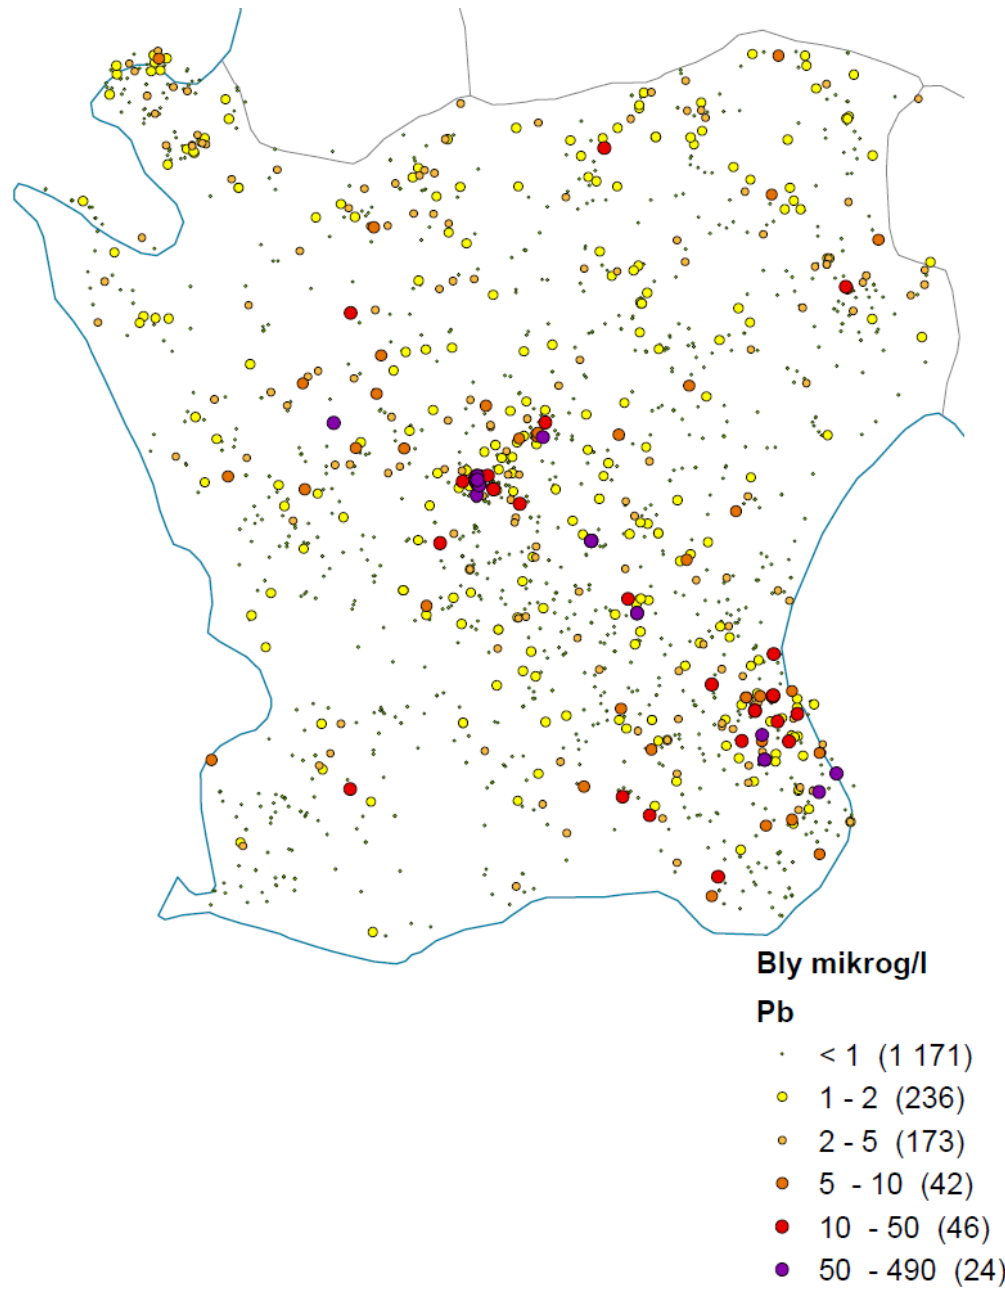 Bly mikrog/l
Pb
< 1 (1 171)
1 - 2 (236)
2 - 5 (173)
5 - 10 (42)
10 - 50 (46)
50 - 490 (24)